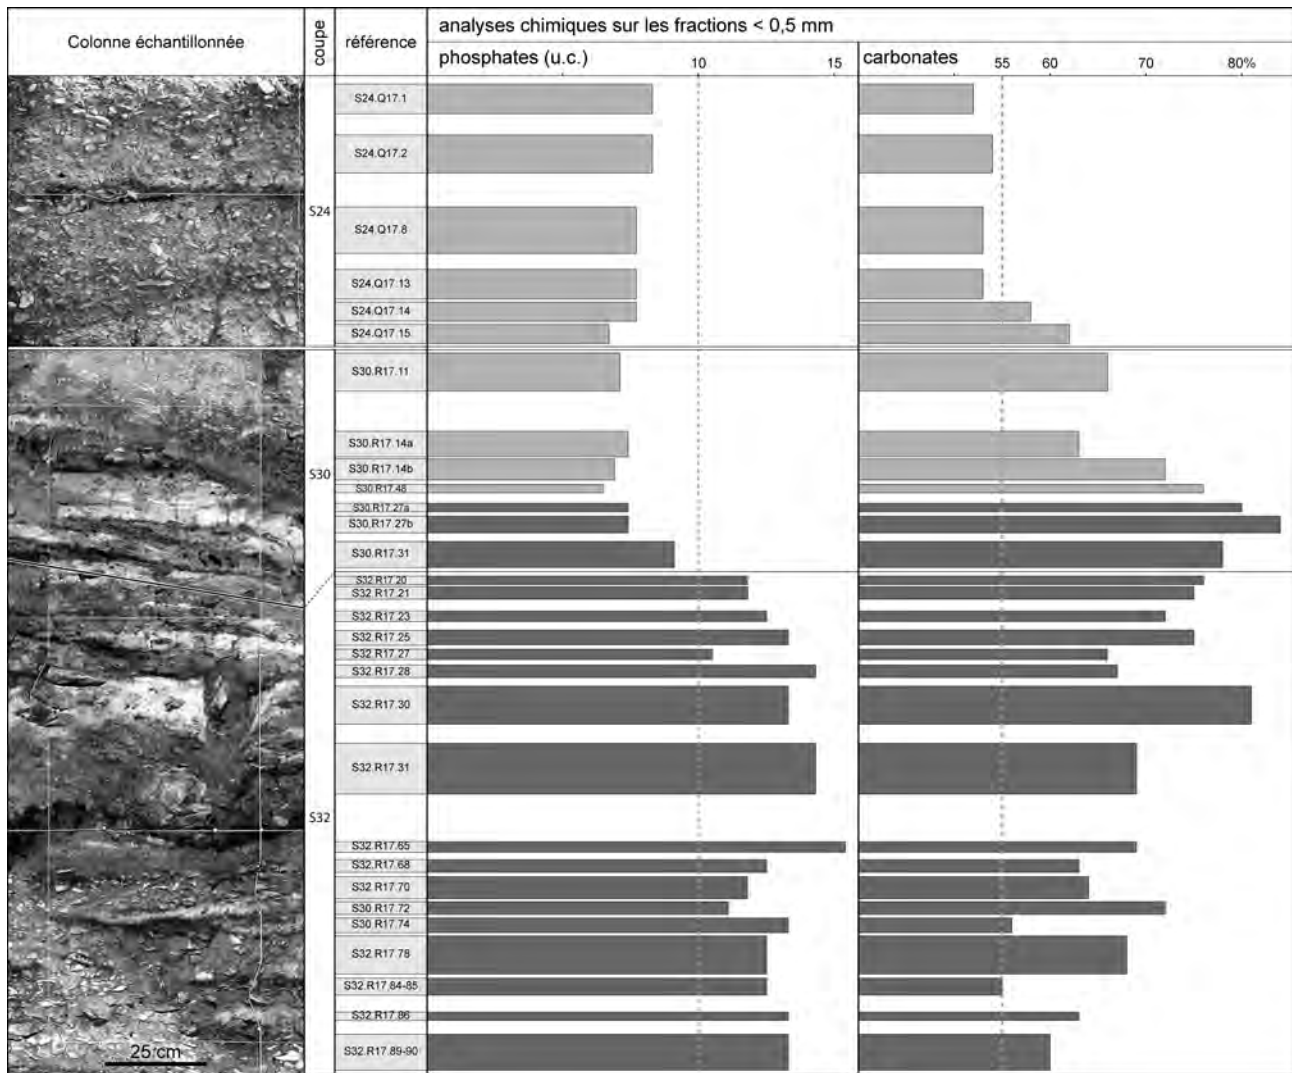 Colonne échantillonnée
coupe
référence
analyses chimiques sur les fractions < 0,5 mm
phosphates (u.c.) 10 15
carbonates 55 60 70 80%
S24
S24.Q17.1
S24.Q17.2
S24.Q17.8
S24.Q17.13
S24.Q17.14
S24.Q17.15
S30
S30.R17.11
S30.R17.14a
S30.R17.14b
S30.R17.48
S30.R17.27a
S30.R17.27b
S30.R17.31
S32
S32.R17.20
S32.R17.21
S32.R17.23
S32.R17.25
S32.R17.27
S32.R17.28
S32.R17.30
S32.R17.31
S32.R17.65
S32.R17.68
S32.R17.70
S30.R17.72
S30.R17.74
S32.R17.78
S32.R17.84-85
S32.R17.86
S32.R17.89-90
25 cm